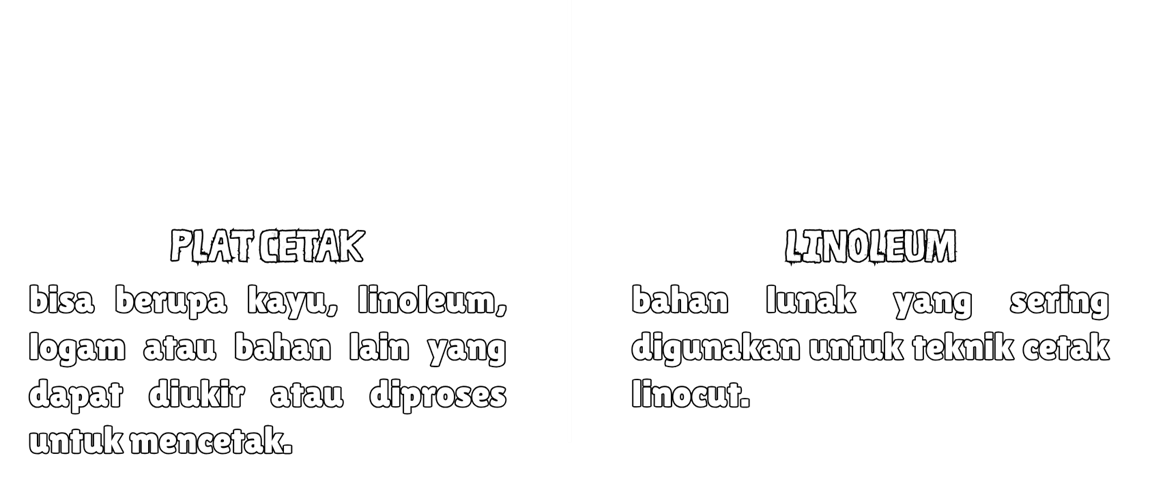 PLAT CETAK
bisa berupa kayu, linoleum,
logam atau bahan lain yang
dapat diukir atau diproses
untuk mencetak.
LINOLEUM
bahan lunak yang sering
digunakan untuk teknik cetak
linocut.